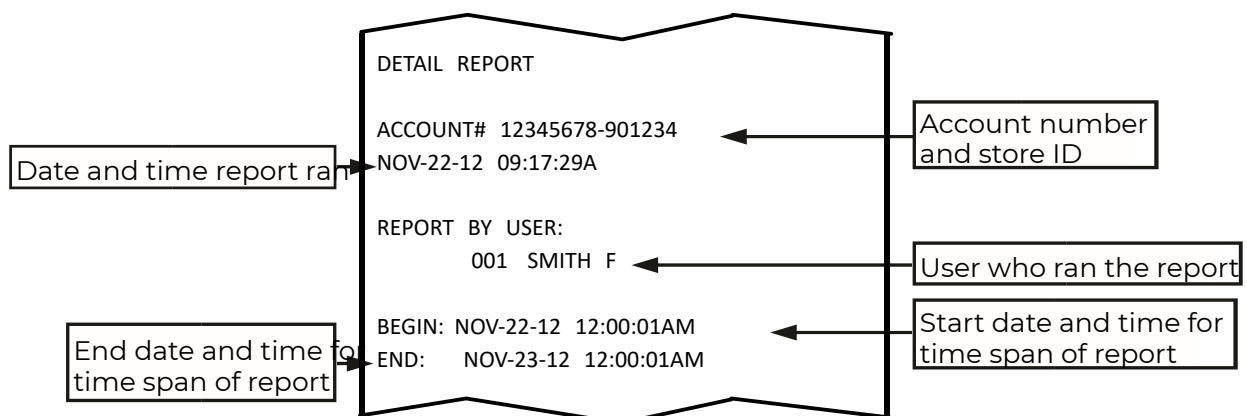 DETAIL REPORT
ACCOUNT# 12345678-901234
NOV-22-12 09:17:29A
REPORT BY USER:
001 SMITH F
BEGIN: NOV-22-12 12:00:01AM
END: NOV-23-12 12:00:01AM
Date and time report ran
End date and time for
time span of report
Account number
and store ID
User who ran the report
Start date and time for
time span of report